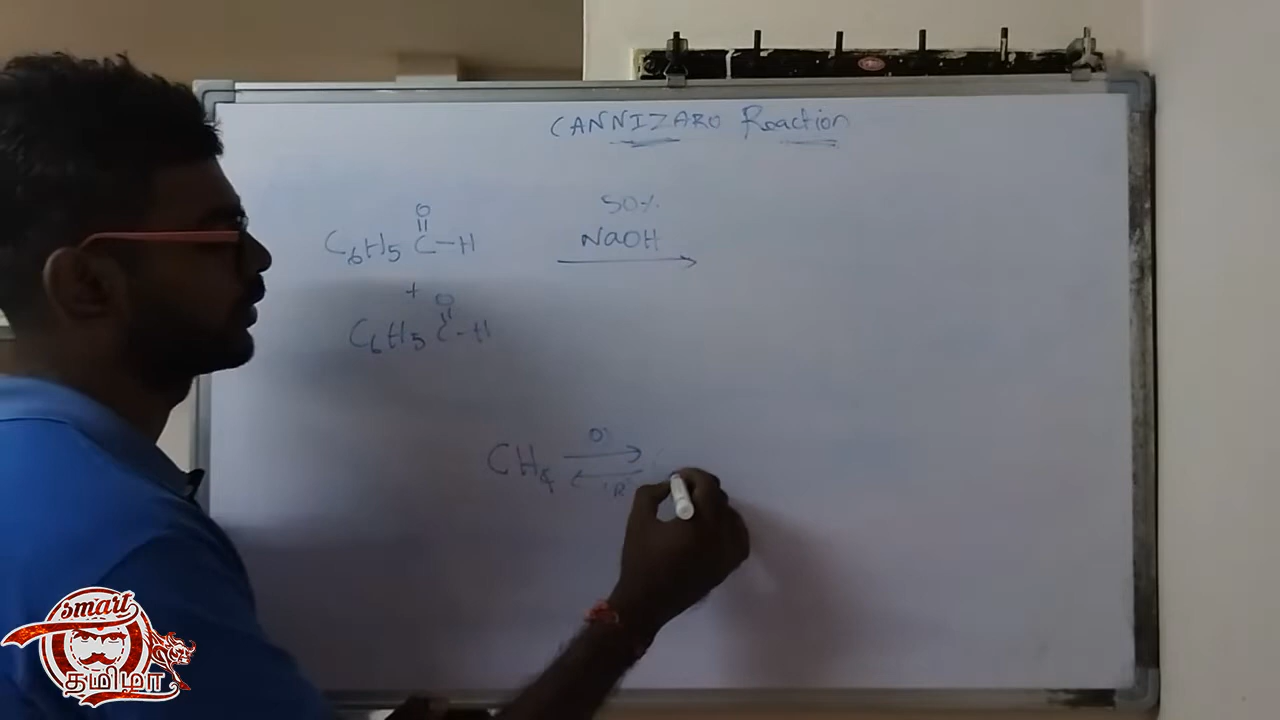 CANNIZARO Reaction
O
C6H5 C-H
50%
NaOH
+
O
C6H5 C-H
CH4
smart
தமிழா